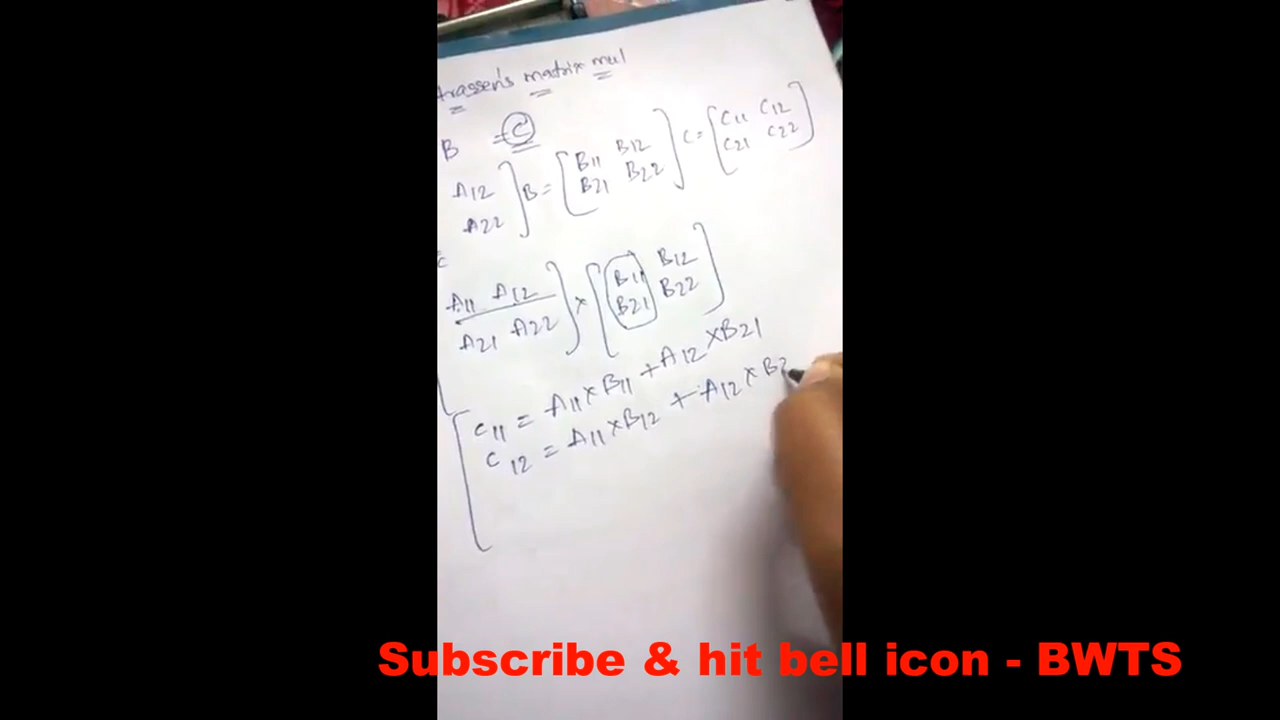 trassen's matrix mul
B = C
A12 ] B = [ B11 B12 ] C = [ C11 C12 ]
A22 B21 B22 C21 C22
C
A11 A12 ] × [ B11 B12 ]
A21 A22 B21 B22
C11 = A11 × B11 + A12 × B21
C12 = A11 × B12 + A12 × B2
Subscribe & hit bell icon - BWTS